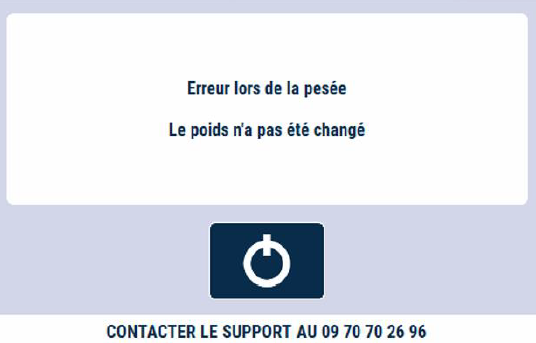 Erreur lors de la pesée
Le poids n'a pas été changé
CONTACTER LE SUPPORT AU 09 70 70 26 96